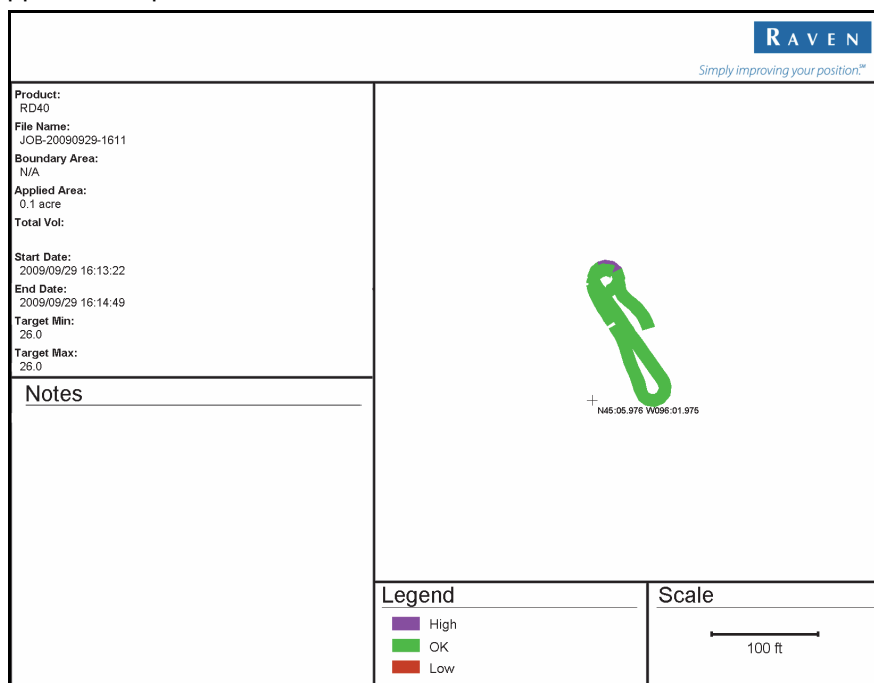 RAVEN
Simply improving your position.℠
Product:
RD40
File Name:
JOB-20090929-1611
Boundary Area:
N/A
Applied Area:
0.1 acre
Total Vol:
Start Date:
2009/09/29 16:13:22
End Date:
2009/09/29 16:14:49
Target Min:
26.0
Target Max:
26.0
Notes
N45:05.976 W096:01.975
Legend
High
OK
Low
Scale
100 ft